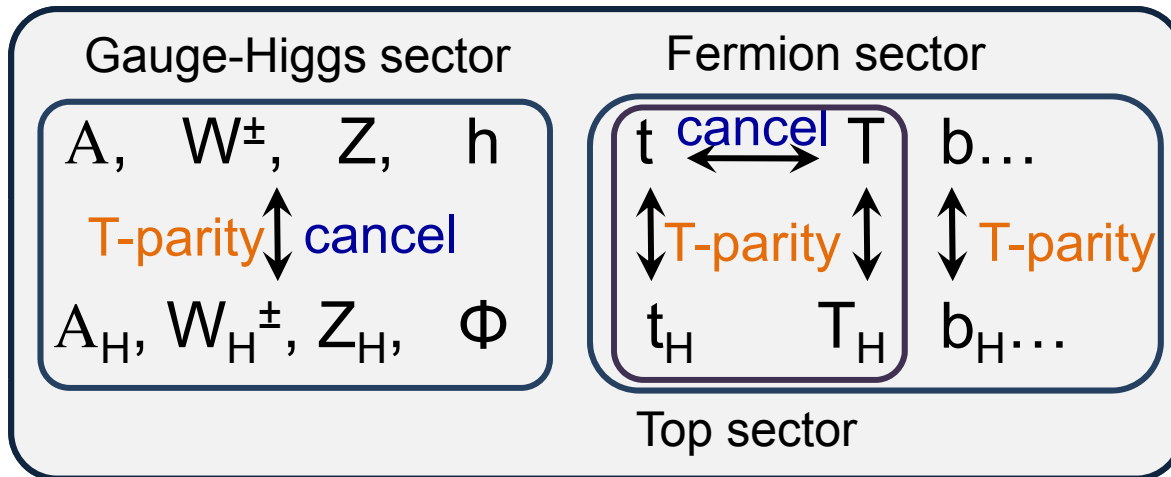 Gauge-Higgs sector
A, W±, Z, h
T-parity cancel
A_H, W_H^±, Z_H, Φ
Fermion sector
t cancel T b...
T-parity T-parity
t_H T_H b_H...
Top sector